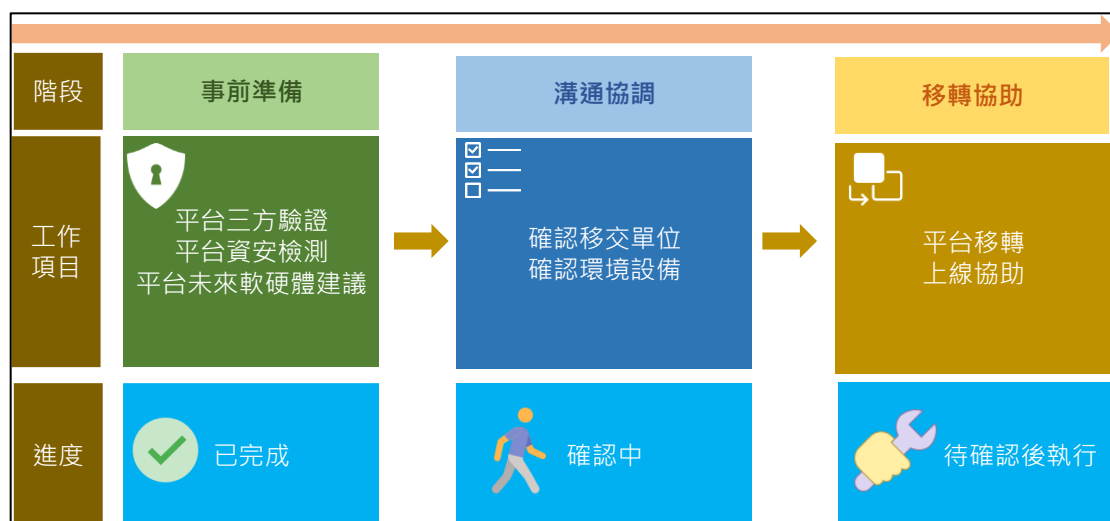 階段
事前準備
溝通協調
移轉協助
工作
項目
平台三方驗證
平台資安檢測
平台未來軟硬體建議
確認移交單位
確認環境設備
平台移轉
上線協助
進度
已完成
確認中
待確認後執行